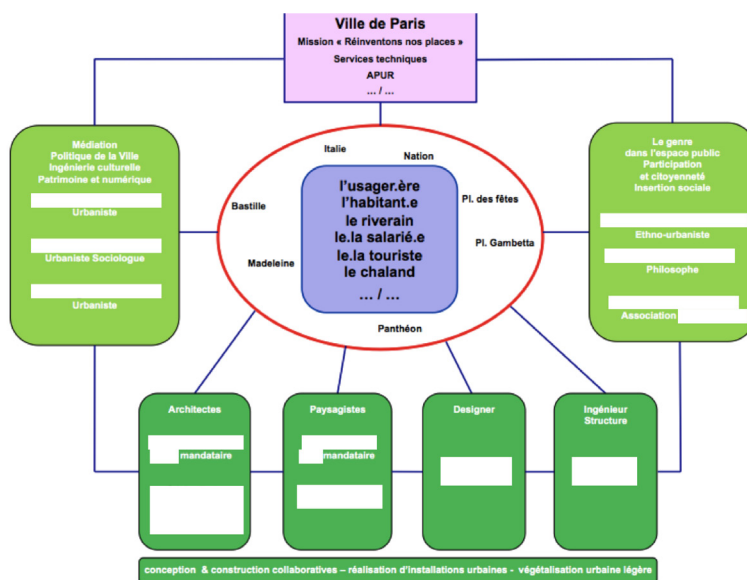 Ville de Paris
Mission « Réinventons nos places »
Services techniques
APUR
... / ...
Médiation
Politique de la Ville
Ingénierie culturelle
Patrimoine et numérique
Urbaniste
Urbaniste Sociologue
Urbaniste
Italie
Nation
Bastille
Pl. des fêtes
Madeleine
Pl. Gambetta
Panthéon
l'usager.ère
l'habitant.e
le riverain
le.la salarié.e
le.la touriste
le chaland
... / ...
Le genre
dans l'espace public
Participation
et citoyenneté
Insertion sociale
Ethno-urbaniste
Philosophe
Association
Architectes
mandataire
Paysagistes
mandataire
Designer
Ingénieur
Structure
conception & construction collaboratives – réalisation d'installations urbaines - végétalisation urbaine légère